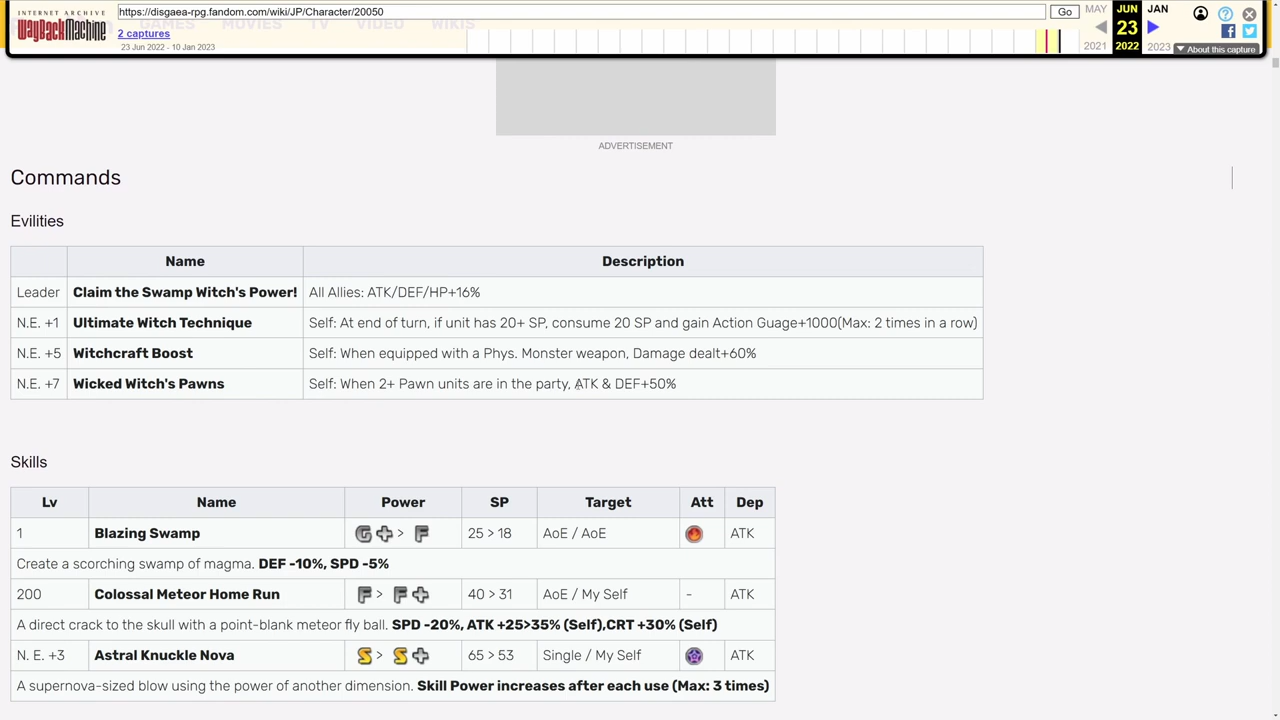 INTERNET ARCHIVE
WayBackMachine
https://disgaea-rpg.fandom.com/wiki/JP/Character/20050
Go
GAMES MOVIES TV VIDEO WIKIS
2 captures
23 Jun 2022 - 10 Jan 2023
MAY JUN JAN
23
2021 2022 2023
About this capture
ADVERTISEMENT
Commands
Evilities
Name Description
Leader Claim the Swamp Witch's Power! All Allies: ATK/DEF/HP+16%
N.E. +1 Ultimate Witch Technique Self: At end of turn, if unit has 20+ SP, consume 20 SP and gain Action Guage+1000(Max: 2 times in a row)
N.E. +5 Witchcraft Boost Self: When equipped with a Phys. Monster weapon, Damage dealt+60%
N.E. +7 Wicked Witch's Pawns Self: When 2+ Pawn units are in the party, ATK & DEF+50%
Skills
Lv Name Power SP Target Att Dep
1 Blazing Swamp G+ > F 25 > 18 AoE / AoE ATK
Create a scorching swamp of magma. DEF -10%, SPD -5%
200 Colossal Meteor Home Run F > F+ 40 > 31 AoE / My Self - ATK
A direct crack to the skull with a point-blank meteor fly ball. SPD -20%, ATK +25>35% (Self),CRT +30% (Self)
N. E. +3 Astral Knuckle Nova S > S+ 65 > 53 Single / My Self ATK
A supernova-sized blow using the power of another dimension. Skill Power increases after each use (Max: 3 times)